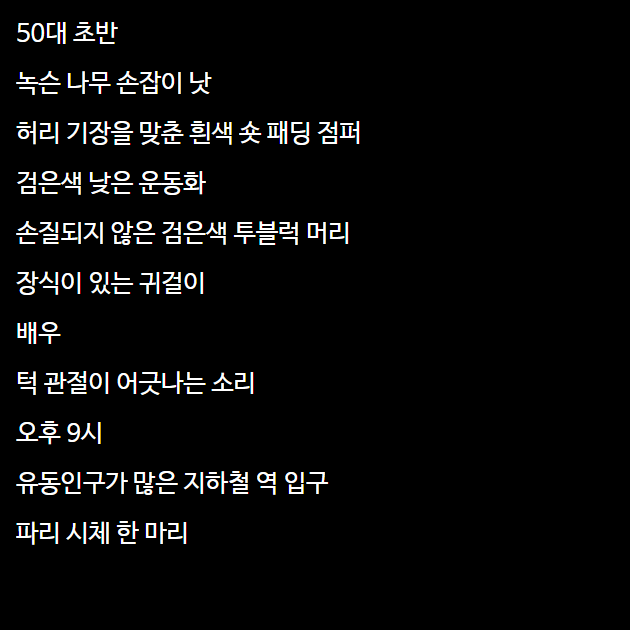 50대 초반
녹슨 나무 손잡이 낫
허리 기장을 맞춘 흰색 숏 패딩 점퍼
검은색 낮은 운동화
손질되지 않은 검은색 투블럭 머리
장식이 있는 귀걸이
배우
턱 관절이 어긋나는 소리
오후 9시
유동인구가 많은 지하철 역 입구
파리 시체 한 마리